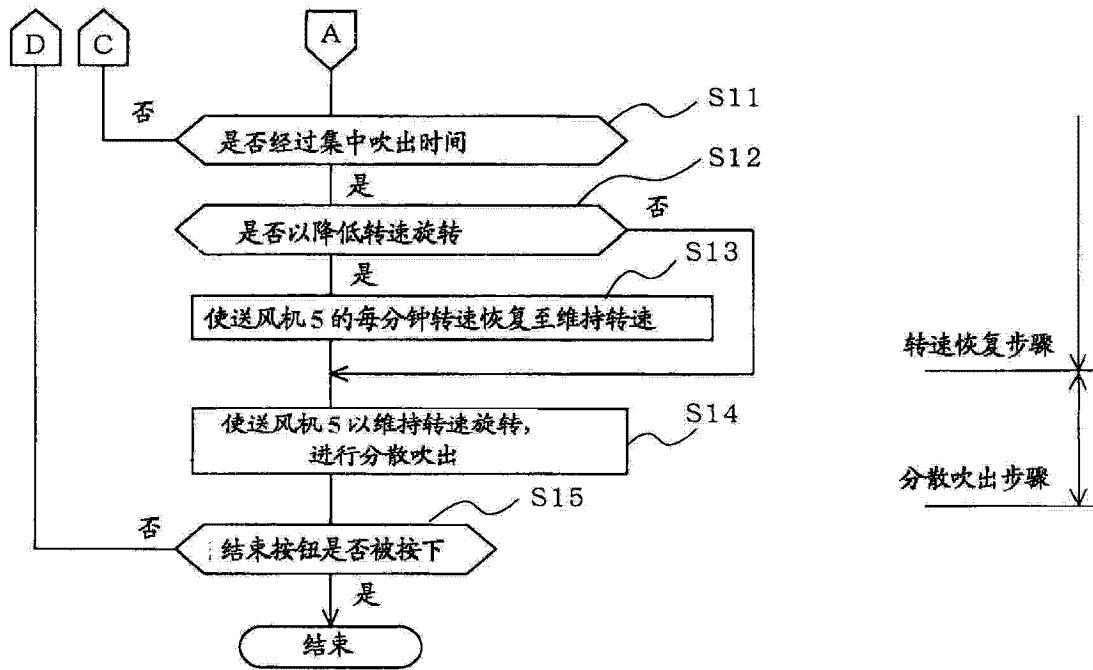 D
C
A
否
S11
是否经过集中吹出时间
是
S12
是否以降低转速旋转
否
是
S13
使送风机5的每分钟转速恢复至维持转速
转速恢复步骤
使送风机5以维持转速旋转，
进行分散吹出
S14
分散吹出步骤
S15
否
结束按钮是否被按下
是
结束